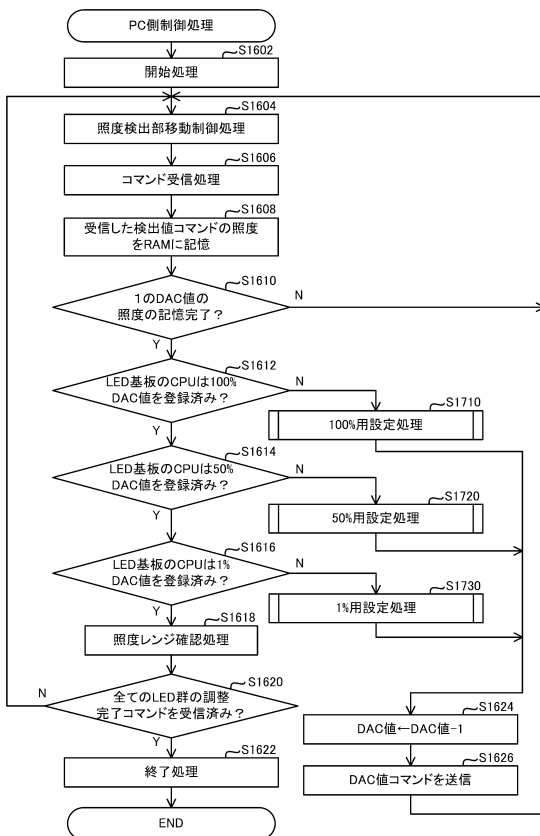 PC側制御処理
S1602
開始処理
S1604
照度検出部移動制御処理
S1606
コマンド受信処理
S1608
受信した検出値コマンドの照度
をRAMに記憶
S1610
1のDAC値の
照度の記憶完了？
N
Y
S1612
LED基板のCPUは100%
DAC値を登録済み？
N
Y
S1710
100%用設定処理
S1614
LED基板のCPUは50%
DAC値を登録済み？
N
Y
S1720
50%用設定処理
S1616
LED基板のCPUは1%
DAC値を登録済み？
N
Y
S1730
1%用設定処理
S1618
照度レンジ確認処理
S1620
全てのLED群の調整
完了コマンドを受信済み？
N
Y
S1622
終了処理
END
S1624
DAC値←DAC値-1
S1626
DAC値コマンドを送信